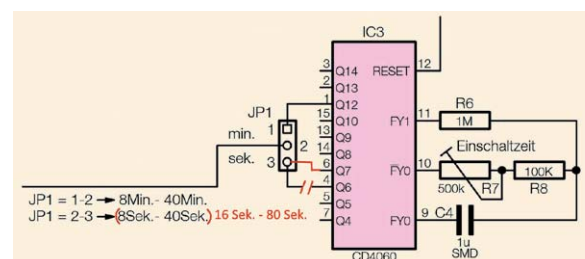 IC3
3 Q14 RESET 12
2 Q13
1 Q12
15 Q10 FY1 11
13 Q9
14 Q8
6 Q7 FY0 10
4 Q6
5 Q5
7 Q4 FY0 9
CD4060
JP1
min. 1
2
sek. 3
R6
1M
Einschaltzeit
500k R7
100K
R8
C4
1u
SMD
JP1 = 1-2 → 8Min.- 40Min.
JP1 = 2-3 → (8Sek.- 40Sek.) 16 Sek. - 80 Sek.